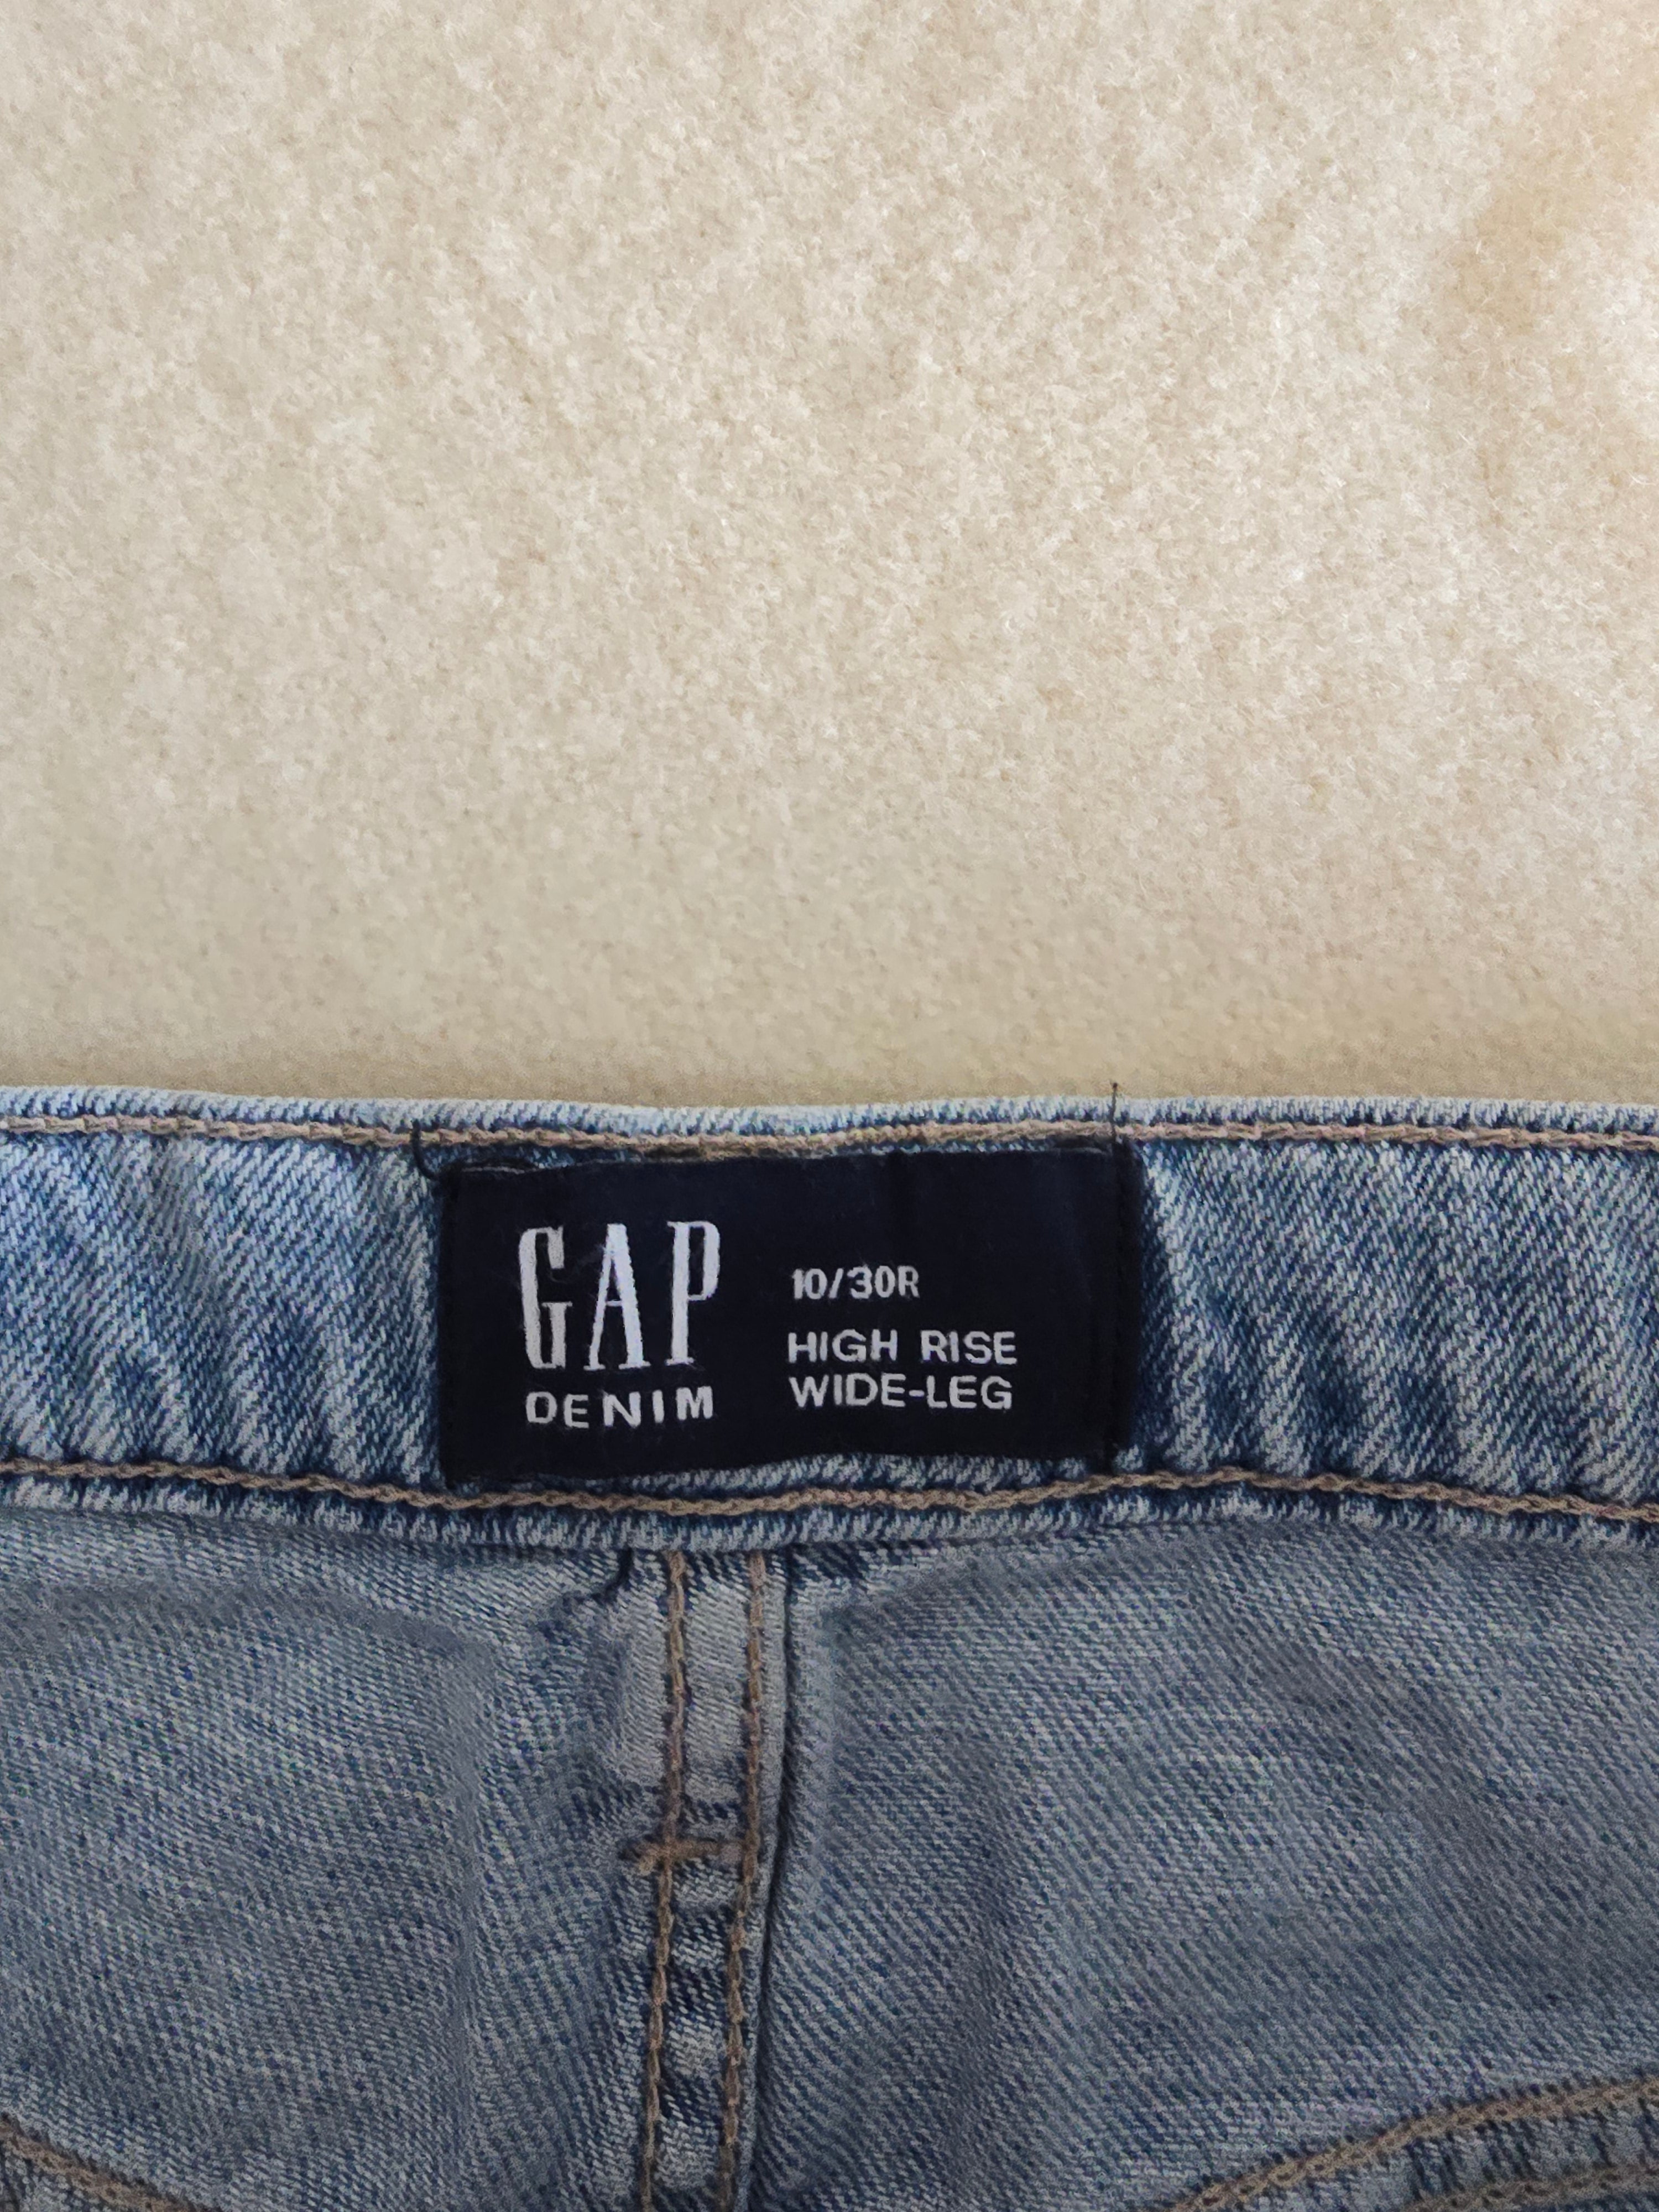 GAP
DENIM
10/30R
HIGH RISE
WIDE-LEG